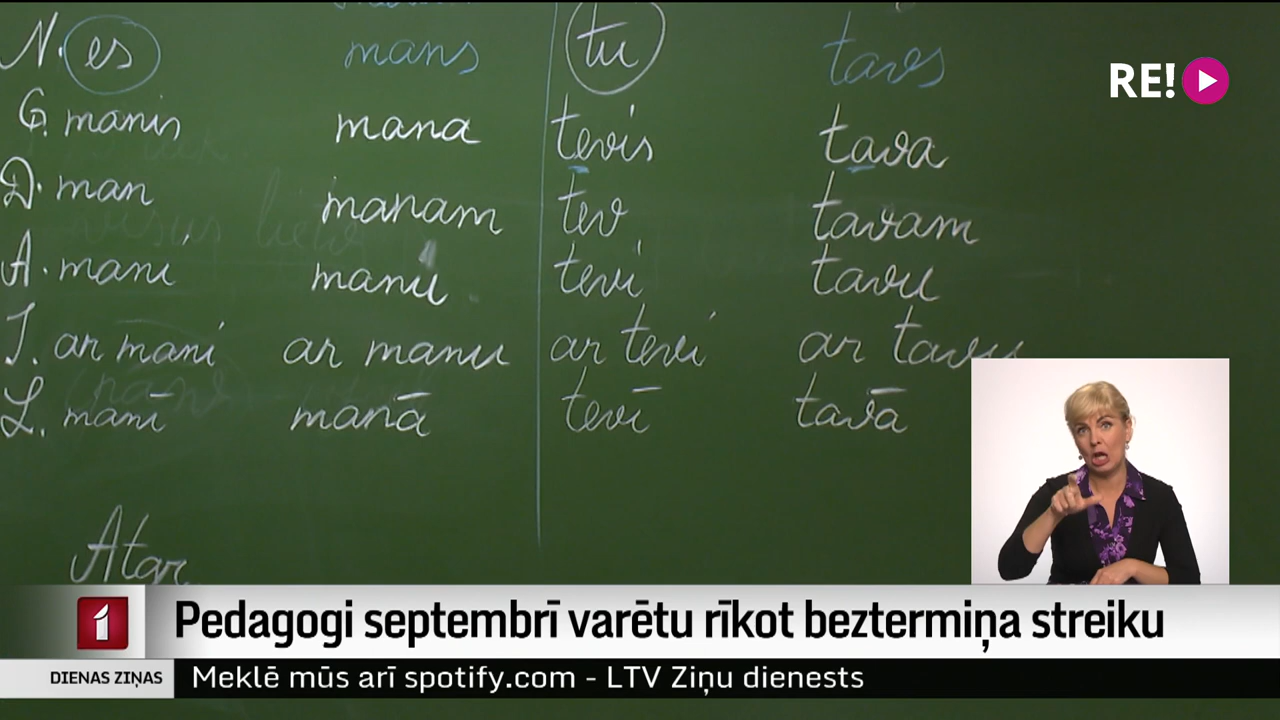 N. es mans tu tavs
RE!
G. manis mana tevis tava
D. man manam tev tavam
A. mani manu tevi tavu
I. ar mani ar manu ar tevi ar tavu
L. manī manā tevī tavā
Atgr.
1 Pedagogi septembrī varētu rīkot beztermiņa streiku
DIENAS ZIŅAS Meklē mūs arī spotify.com - LTV Ziņu dienests